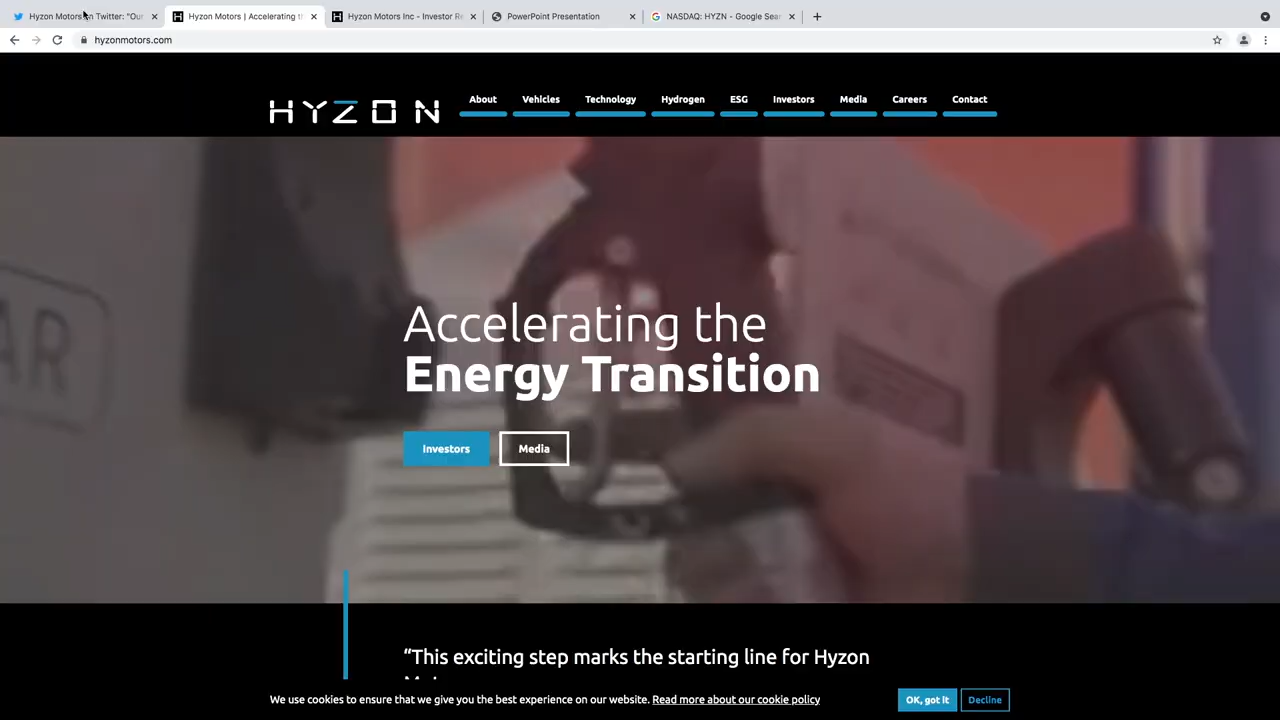 Hyzon Motors on Twitter: "Our
Hyzon Motors | Accelerating th
Hyzon Motors Inc - Investor Re
PowerPoint Presentation
NASDAQ: HYZN - Google Sear
hyzonmotors.com
HYZON
About
Vehicles
Technology
Hydrogen
ESG
Investors
Media
Careers
Contact
AR
Accelerating the
Energy Transition
Investors
Media
“This exciting step marks the starting line for Hyzon
We use cookies to ensure that we give you the best experience on our website. Read more about our cookie policy
OK, got it
Decline